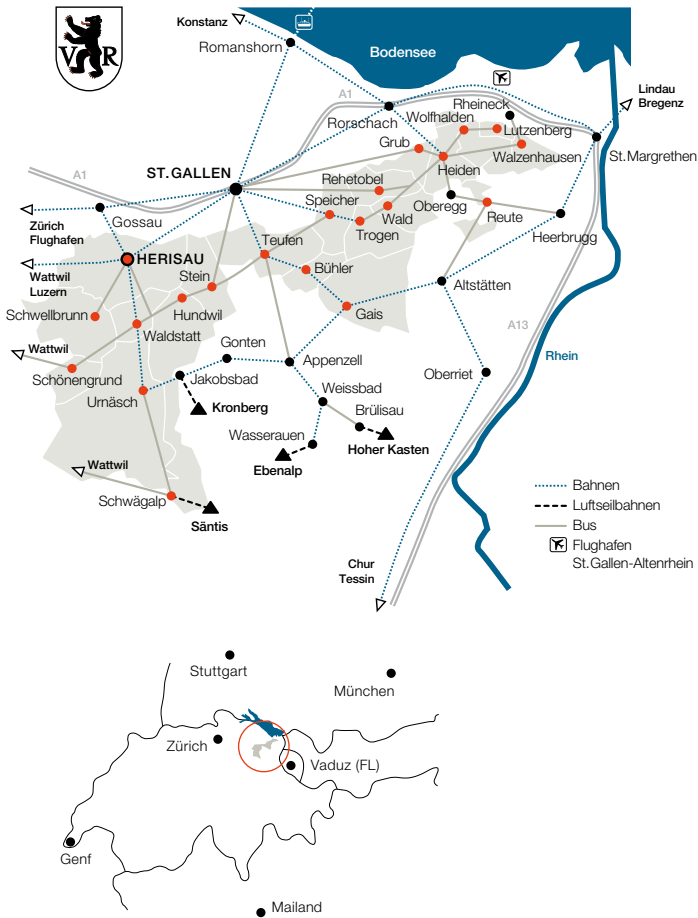 V R
Konstanz
Romanshorn
Bodensee
Lindau
Bregenz
A1
Rheineck
Rorschach
Wolfhalden
Lutzenberg
Grub
Walzenhausen
St. Margrethen
Heiden
A1
ST. GALLEN
Rehetobel
Speicher
Wald
Oberegg
Reute
Trogen
Heerbrugg
Gossau
Zürich
Flughafen
Teufen
HERISAU
Bühler
Wattwil
Luzern
Stein
Altstätten
Hundwil
Gais
Schwellbrunn
Waldstatt
A13
Gonten
Wattwil
Appenzell
Rhein
Schönengrund
Jakobsbad
Oberriet
Weissbad
Urnäsch
Kronberg
Brülisau
Wasserauen
Hoher Kasten
Wattwil
Ebenalp
Schwägalp
Säntis
Bahnen
Luftseilbahnen
Bus
Flughafen
St. Gallen-Altenrhein
Chur
Tessin
Stuttgart
München
Zürich
Vaduz (FL)
Genf
Mailand